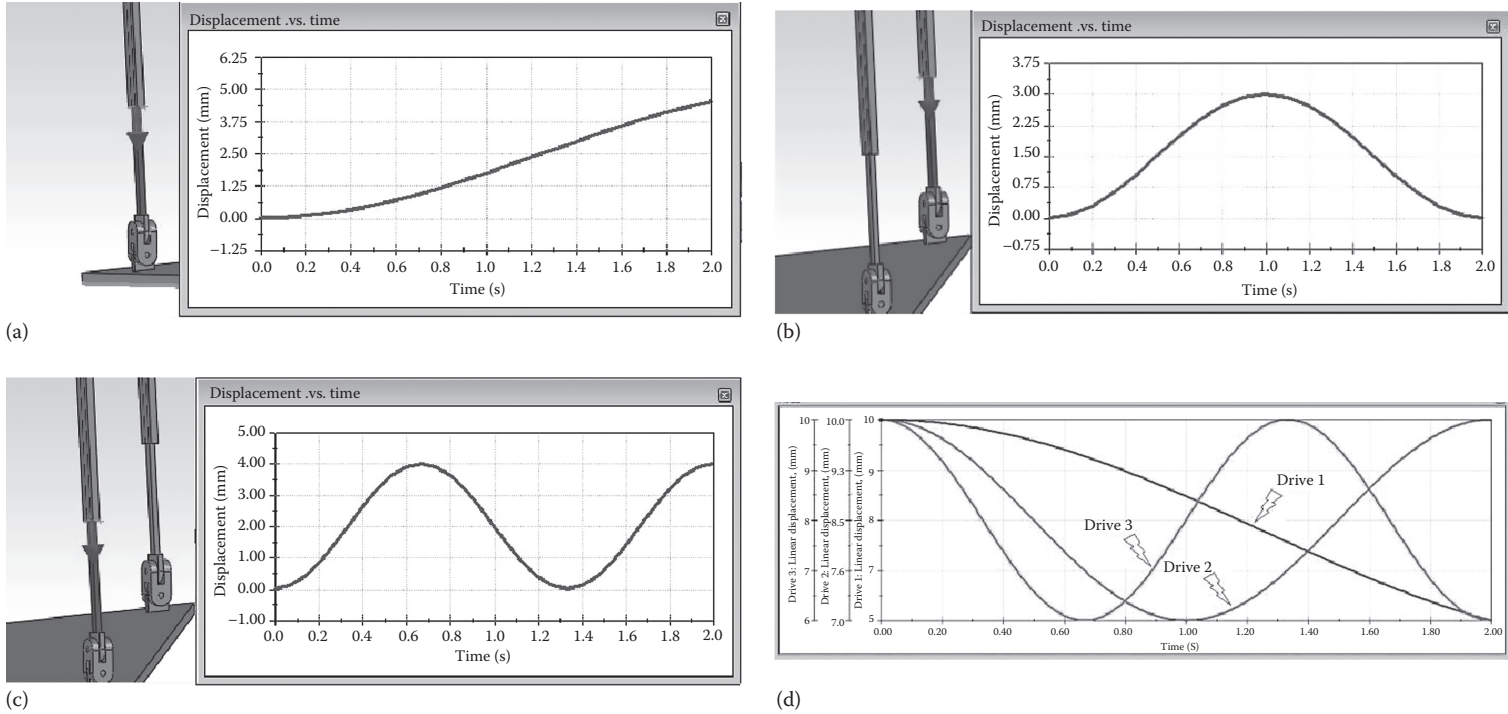 Displacement .vs. time
Displacement (mm)
6.25
5.00
3.75
2.50
1.25
0.00
−1.25
0.0 0.2 0.4 0.6 0.8 1.0 1.2 1.4 1.6 1.8 2.0
Time (s)
(a)
Displacement .vs. time
Displacement (mm)
3.75
3.00
2.25
1.50
0.75
0.00
−0.75
0.0 0.2 0.4 0.6 0.8 1.0 1.2 1.4 1.6 1.8 2.0
Time (s)
(b)
Displacement .vs. time
Displacement (mm)
5.00
4.00
3.00
2.00
1.00
0.00
−1.00
0.0 0.2 0.4 0.6 0.8 1.0 1.2 1.4 1.6 1.8 2.0
Time (s)
(c)
Drive 3: Linear displacement, (mm)
Drive 2: Linear displacement, (mm)
Drive 1: Linear displacement, (mm)
10 10.0 10
9 9.3 9
8 8.5 8
7 7.6 7
6 7.0 5
Drive 1
Drive 3
Drive 2
0.00 0.20 0.40 0.60 0.80 1.00 1.20 1.40 1.60 1.80 2.00
Time (S)
(d)